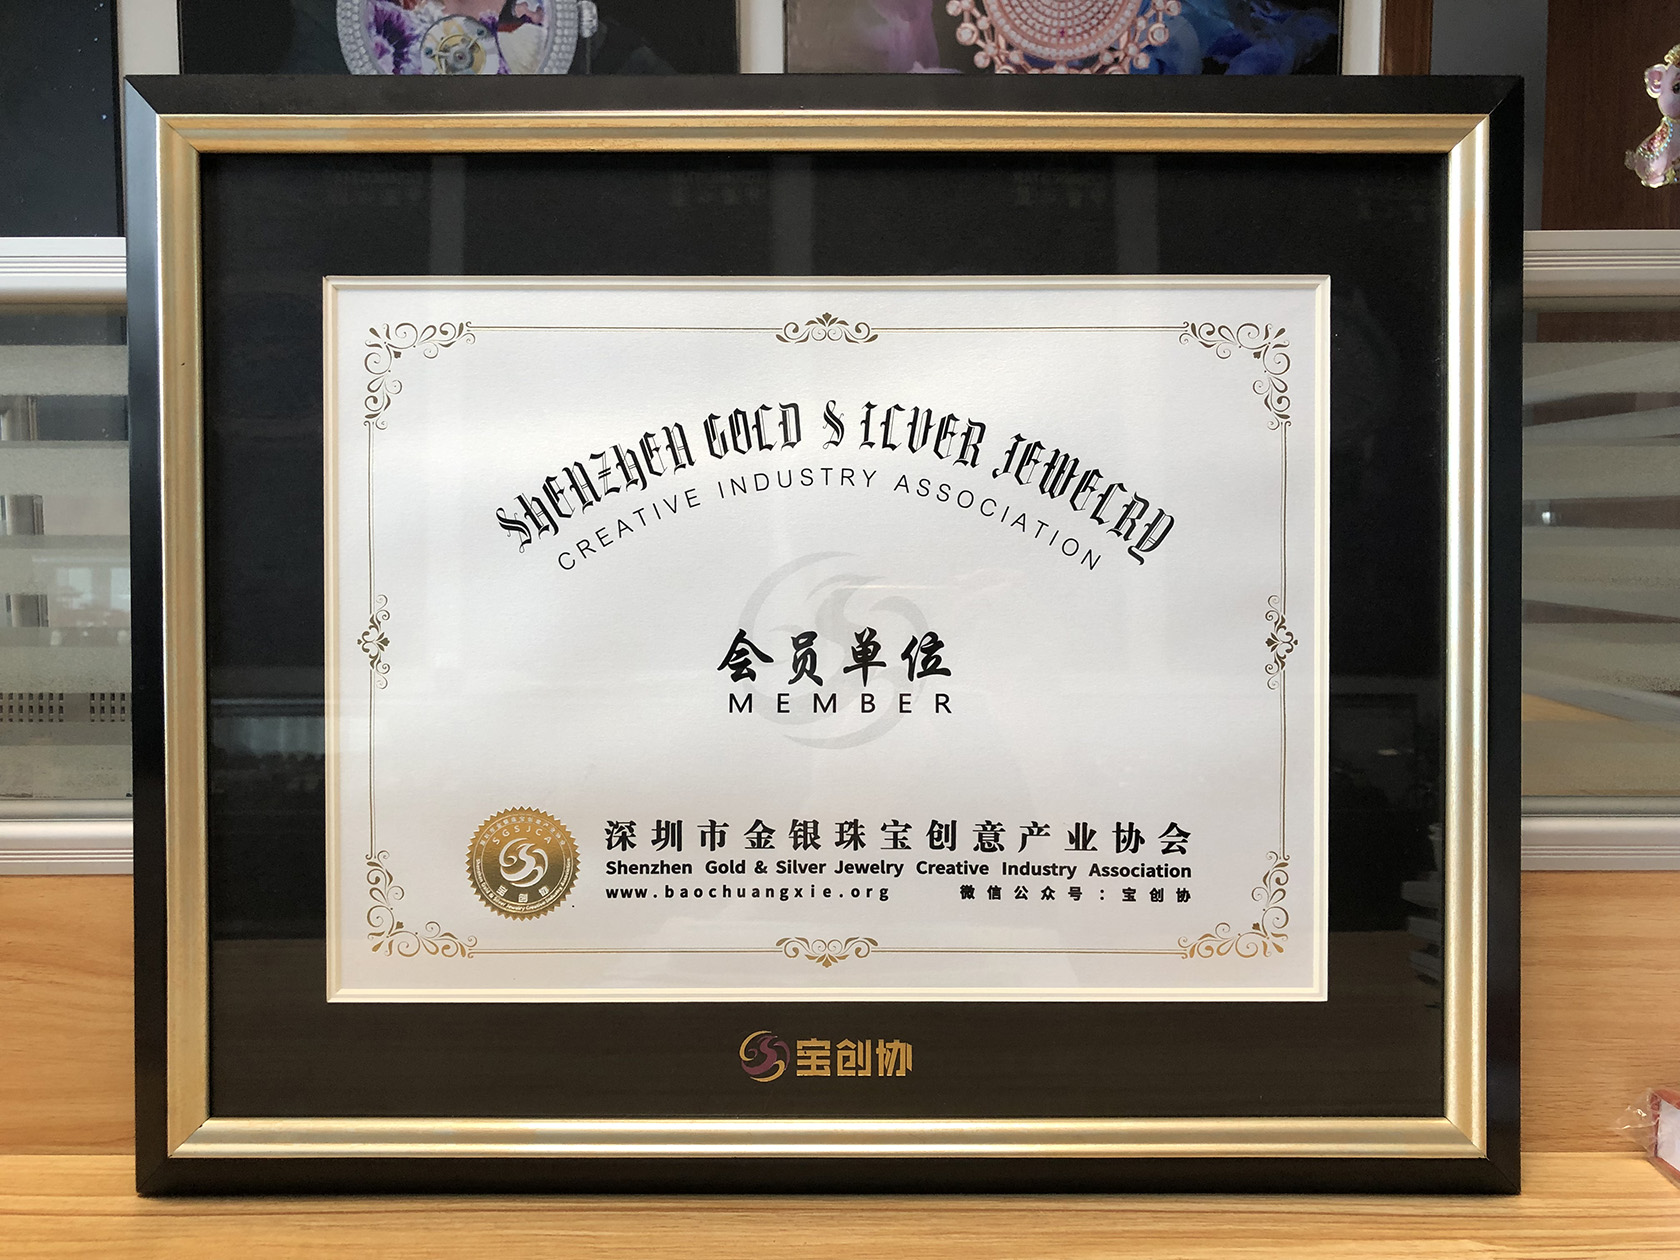 SHENZHEN GOLD S ILVER JEWELRY
CREATIVE INDUSTRY ASSOCIATION
会员单位
MEMBER
SGSJCA
深圳市金银珠宝创意产业协会
Shenzhen Gold & Silver Jewelry Creative Industry Association
www.baochuangxie.org 微信公众号：宝创协
宝创协